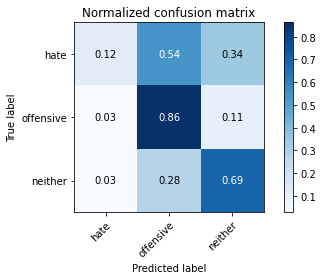 Normalized confusion matrix
True label
hate
0.12 0.54 0.34
offensive
0.03 0.86 0.11
neither
0.03 0.28 0.69
hate
offensive
neither
Predicted label
0.8
0.7
0.6
0.5
0.4
0.3
0.2
0.1